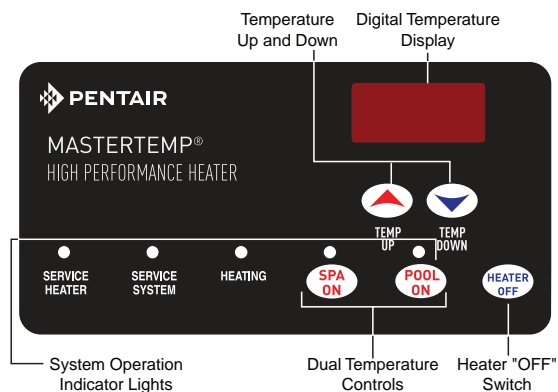 Temperature
Up and Down
Digital Temperature
Display
PENTAIR
MASTERTEMP®
HIGH PERFORMANCE HEATER
TEMP
UP
TEMP
DOWN
SERVICE
HEATER
SERVICE
SYSTEM
HEATING
SPA
ON
POOL
ON
HEATER
OFF
System Operation
Indicator Lights
Dual Temperature
Controls
Heater "OFF"
Switch